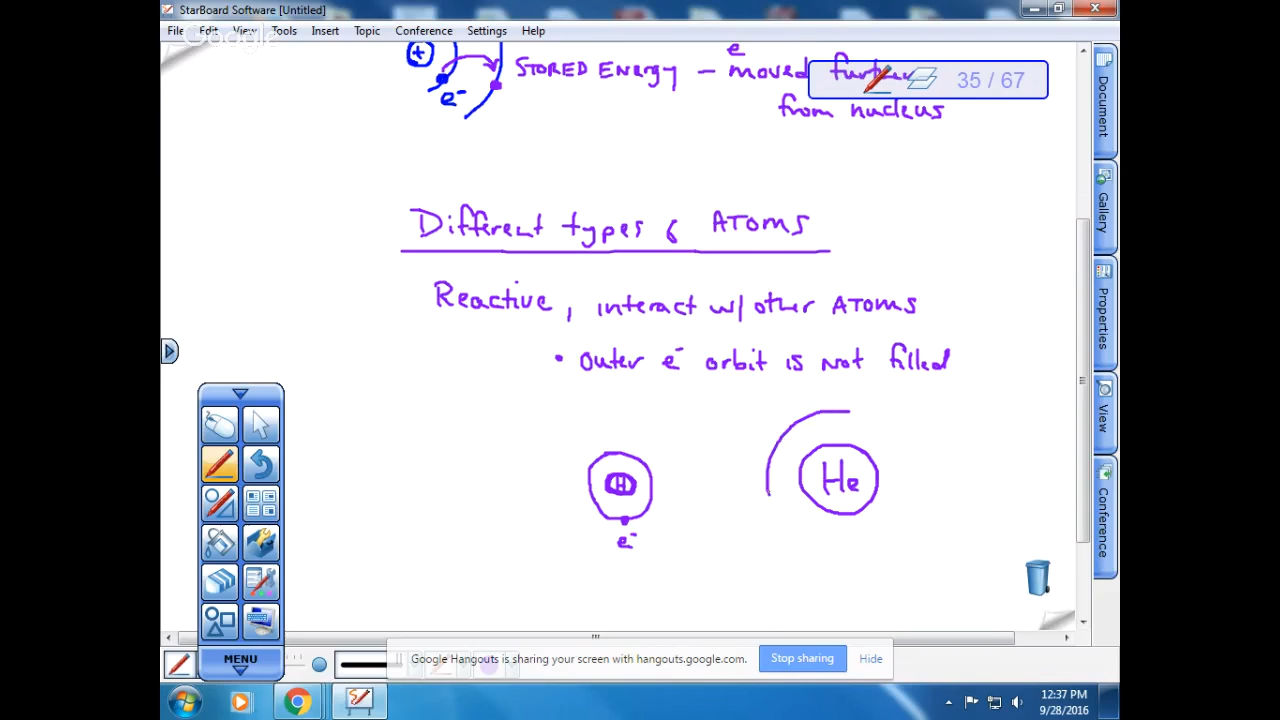 StarBoard Software [Untitled]
File Edit View Tools Insert Topic Conference Settings Help
Google
e
STORED Energy – moved further
35 / 67
from nucleus
e⁻
+
Different types of ATOMS
Reactive, interact w/ other ATOMS
• outer e⁻ orbit is not filled
H
He
e⁻
MENU
Document
Gallery
Properties
View
Conference
Google Hangouts is sharing your screen with hangouts.google.com.
Stop sharing
Hide
12:37 PM
9/28/2016